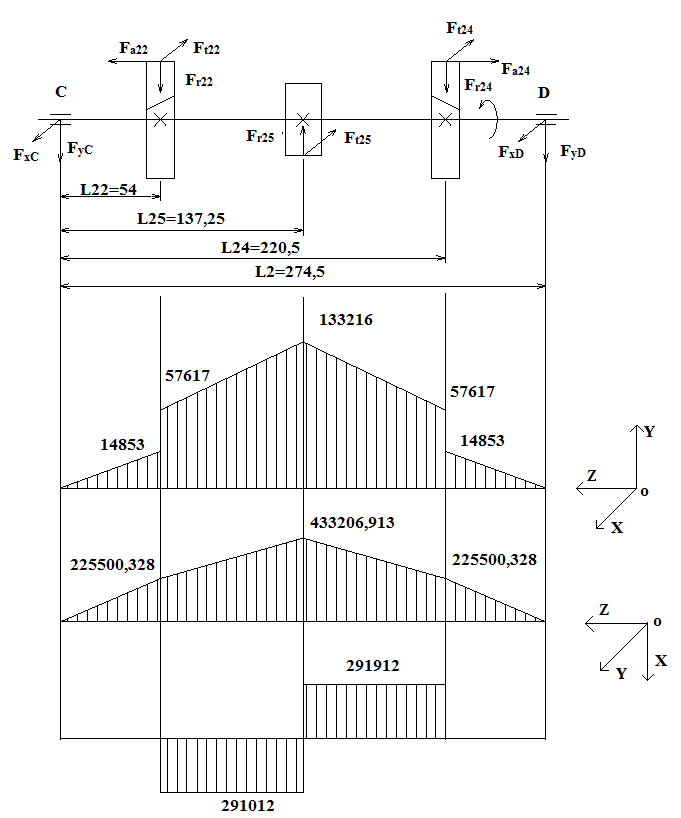 Ft24
Fa22
Ft22
Fa24
Fr22
Fr24
C
D
Fr25
Ft25
FxC
FyC
FxD
FyD
L22=54
L25=137,25
L24=220,5
L2=274,5
133216
57617
57617
14853
14853
Y
Z
o
X
433206,913
225500,328
225500,328
Z
o
Y
X
291912
291012